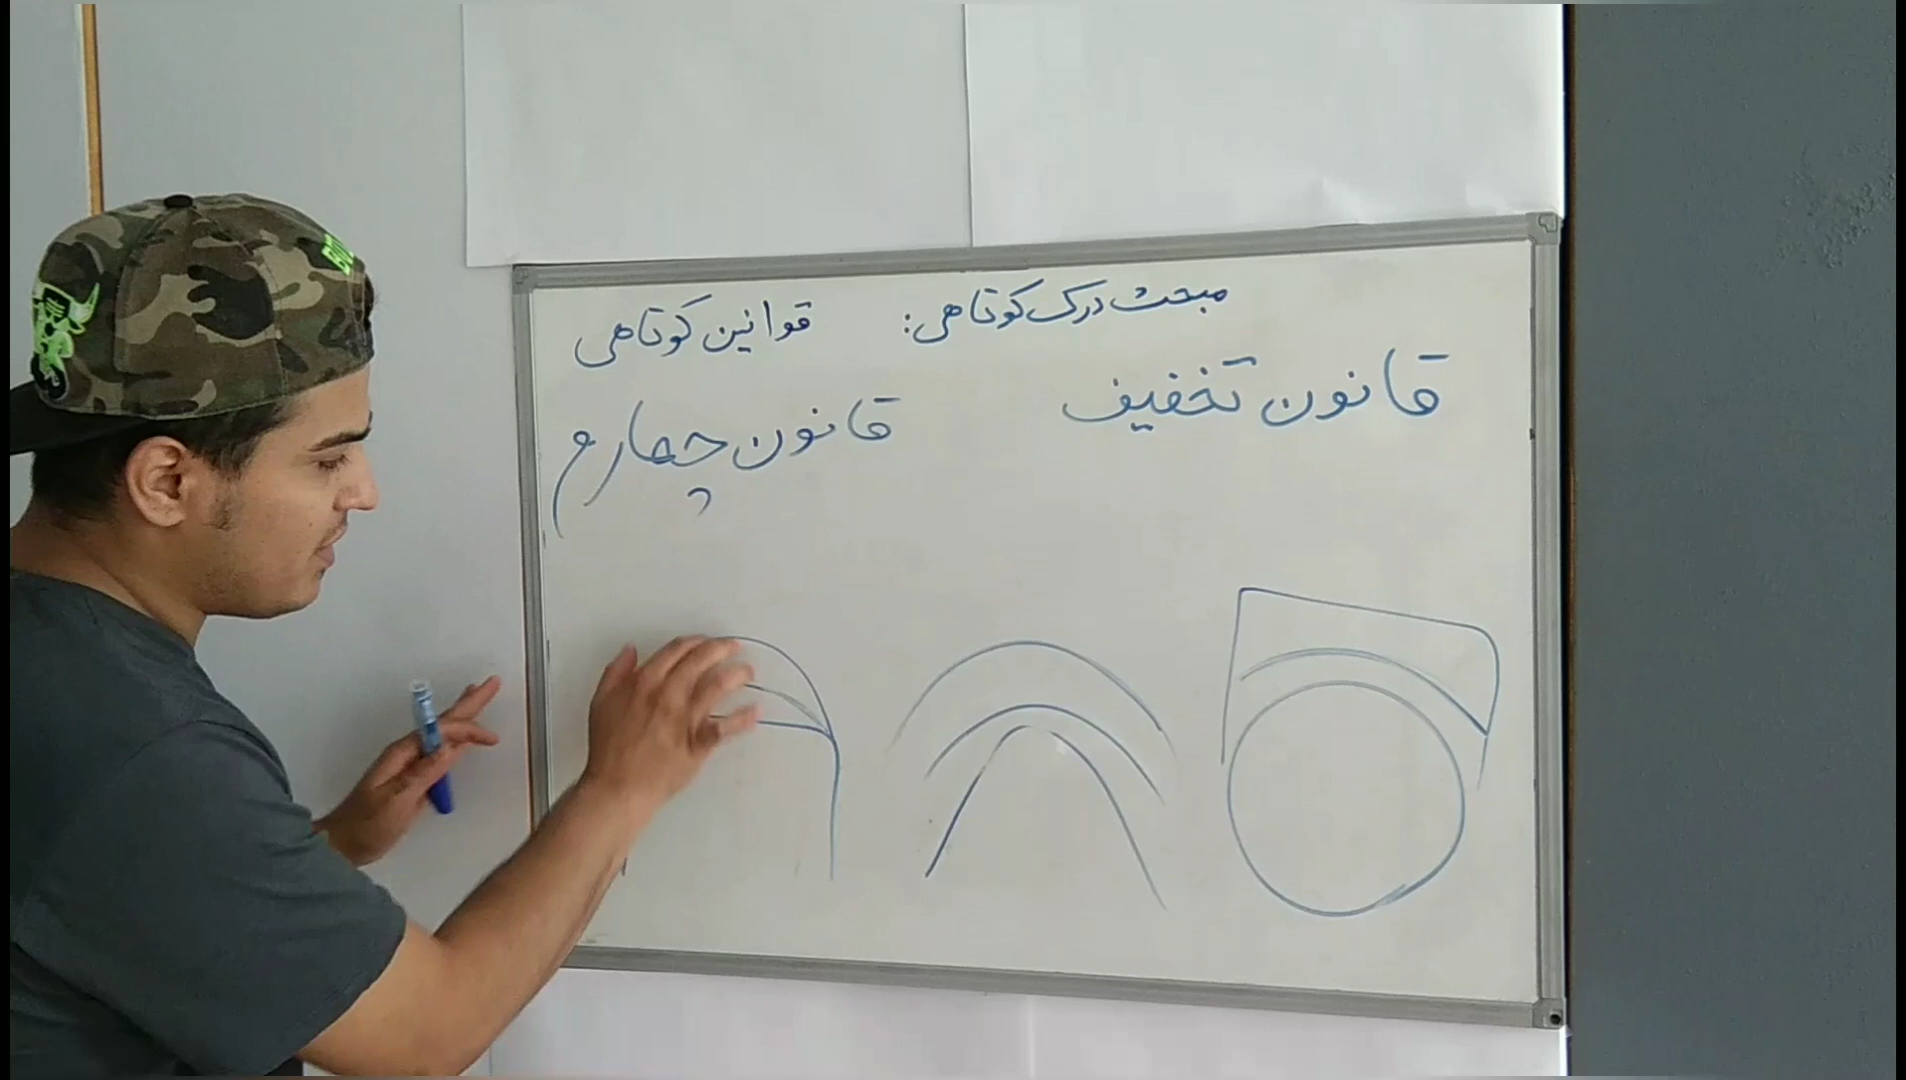 مبحث درک کوتاهی: قوانین کوتاهی
قانون تخفیف
قانون چهارم